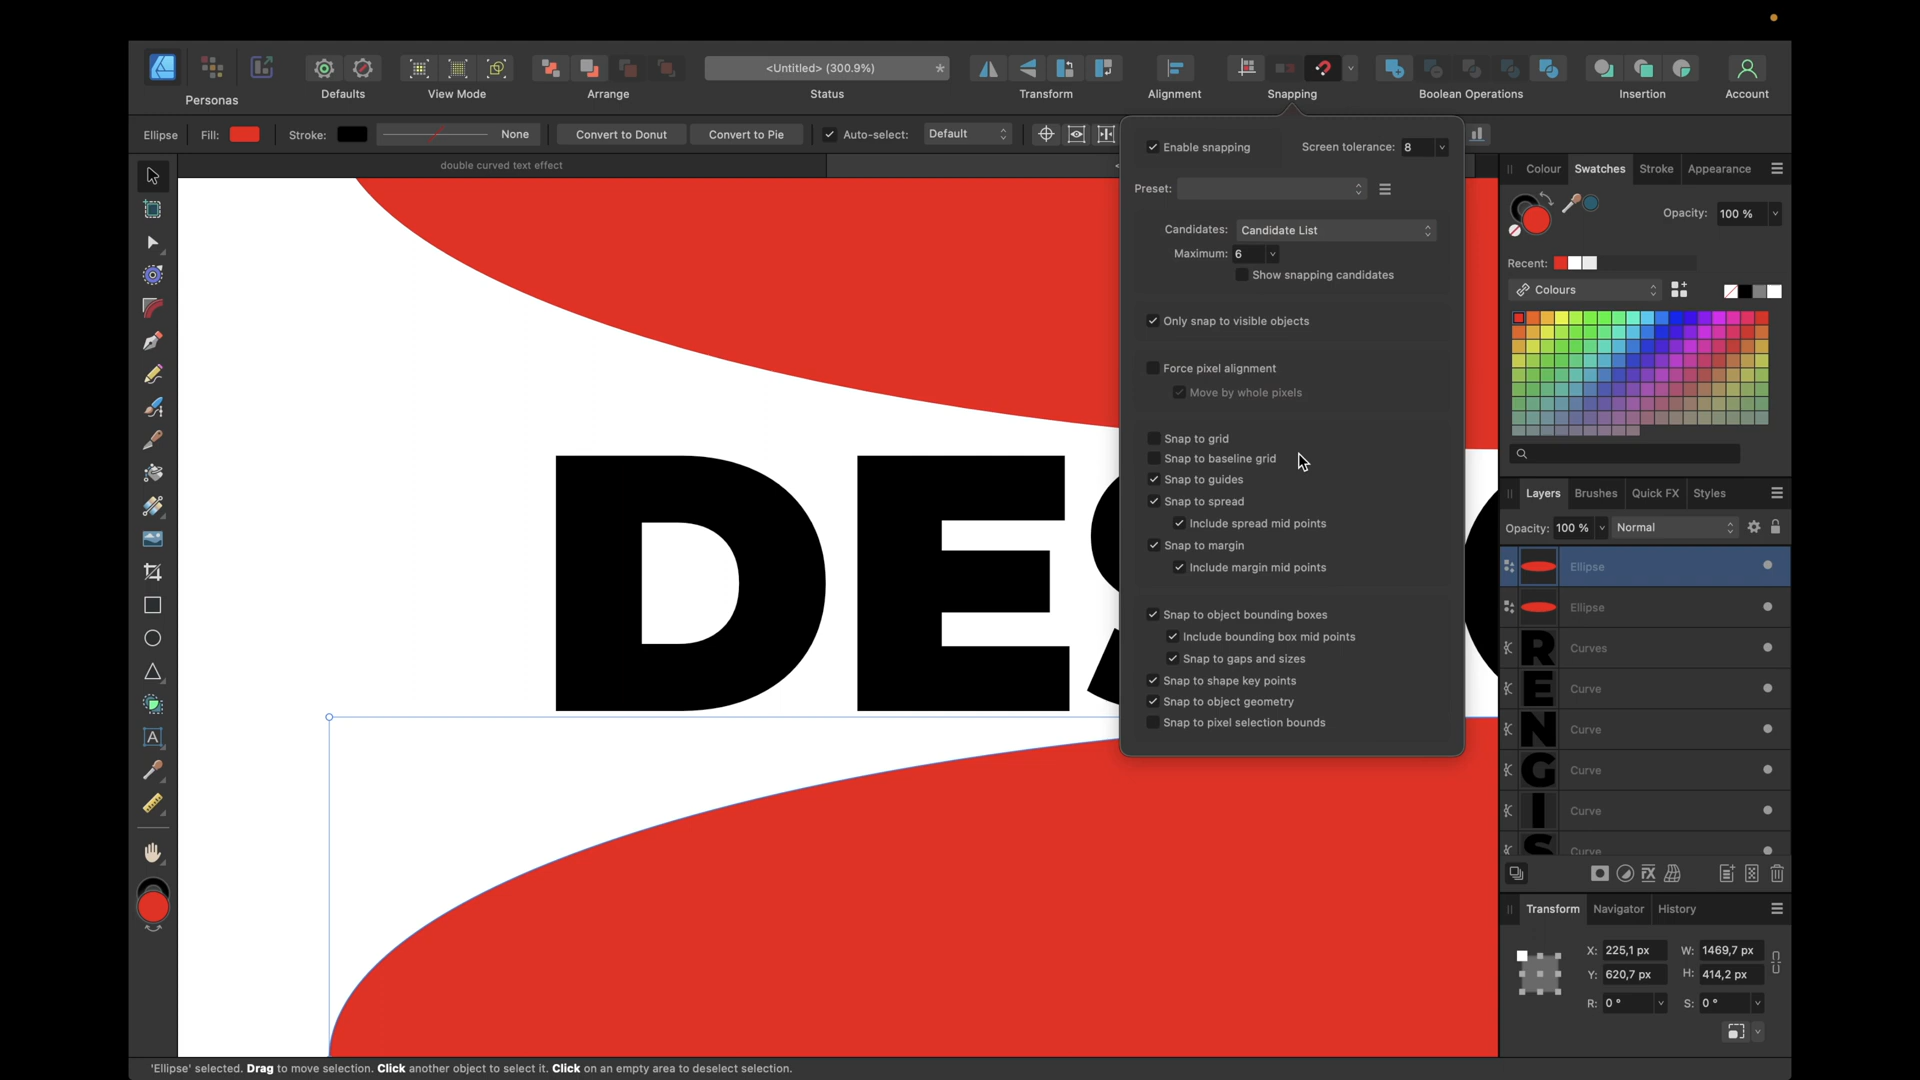 <Untitled> (300.9%)
*
Personas
Defaults
View Mode
Arrange
Status
Transform
Alignment
Snapping
Boolean Operations
Insertion
Account
Ellipse
Fill:
Stroke:
None
Convert to Donut
Convert to Pie
Auto-select:
Default
double curved text effect
Enable snapping
Screen tolerance: 8
Preset:
Candidates: Candidate List
Maximum: 6
Show snapping candidates
Only snap to visible objects
Force pixel alignment
Move by whole pixels
Snap to grid
Snap to baseline grid
Snap to guides
Snap to spread
Include spread mid points
Snap to margin
Include margin mid points
Snap to object bounding boxes
Include bounding box mid points
Snap to gaps and sizes
Snap to shape key points
Snap to object geometry
Snap to pixel selection bounds
DES
Colour Swatches Stroke Appearance
Opacity: 100 %
Recent:
Colours
Layers Brushes Quick FX Styles
Opacity: 100 % Normal
Ellipse
Ellipse
R Curves
E Curve
N Curve
G Curve
I Curve
S Curve
Transform Navigator History
X: 225,1 px W: 1469,7 px
Y: 620,7 px H: 414,2 px
R: 0 ° S: 0 °
'Ellipse' selected. Drag to move selection. Click another object to select it. Click on an empty area to deselect selection.